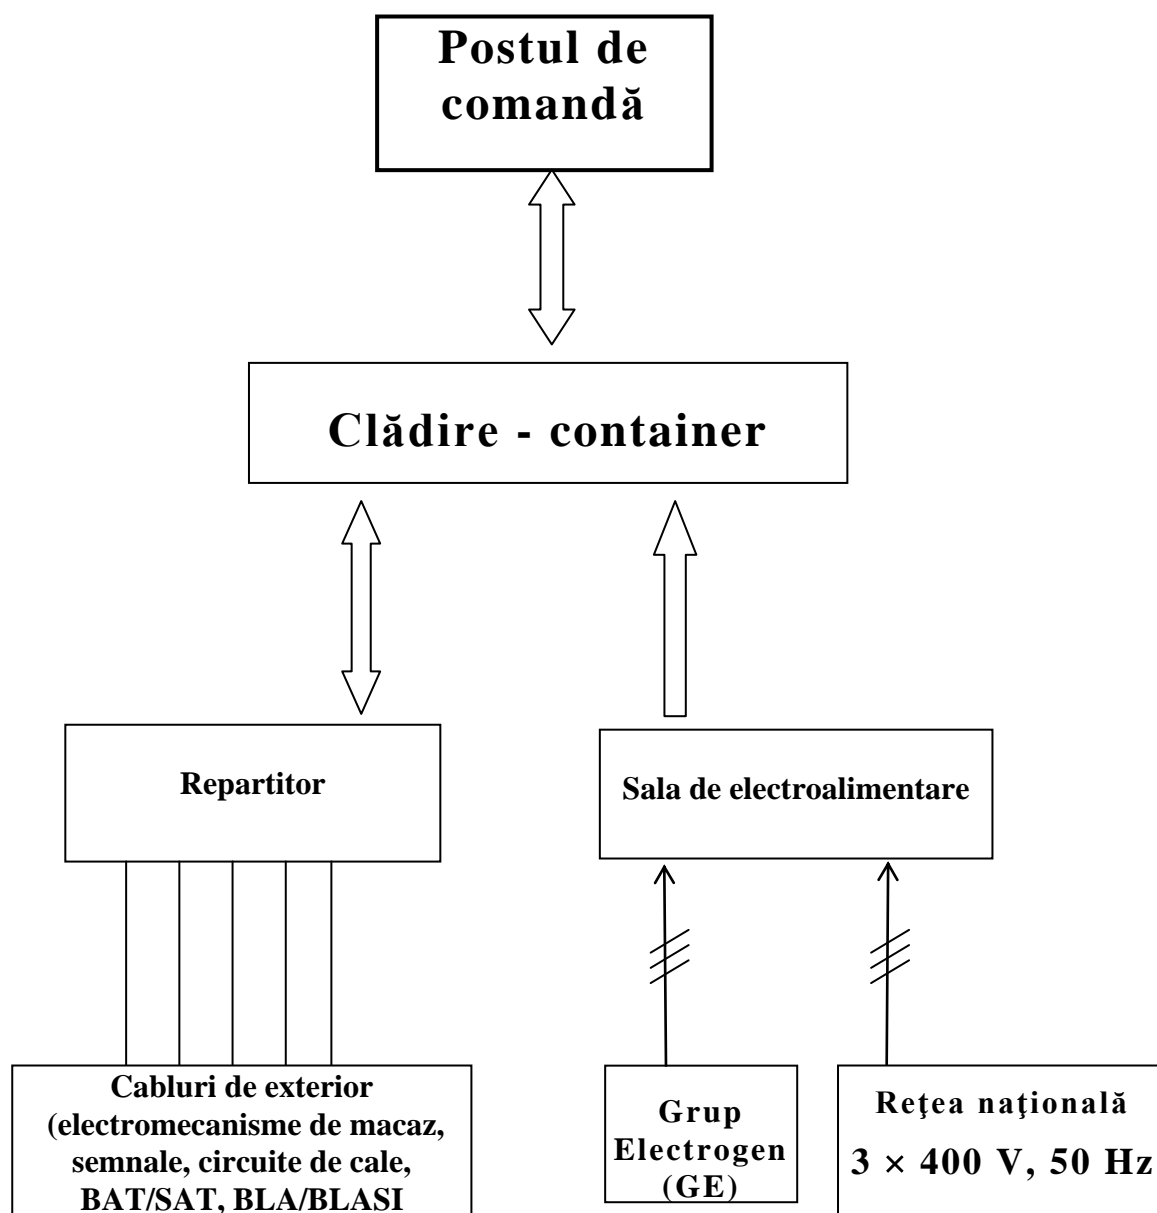 Postul de
comandă
Clădire - container
Repartitor
Sala de electroalimentare
Cabluri de exterior
(electromecanisme de macaz,
semnale, circuite de cale,
BAT/SAT, BLA/BLASI
Grup
Electrogen
(GE)
Reţea naţională
3 × 400 V, 50 Hz